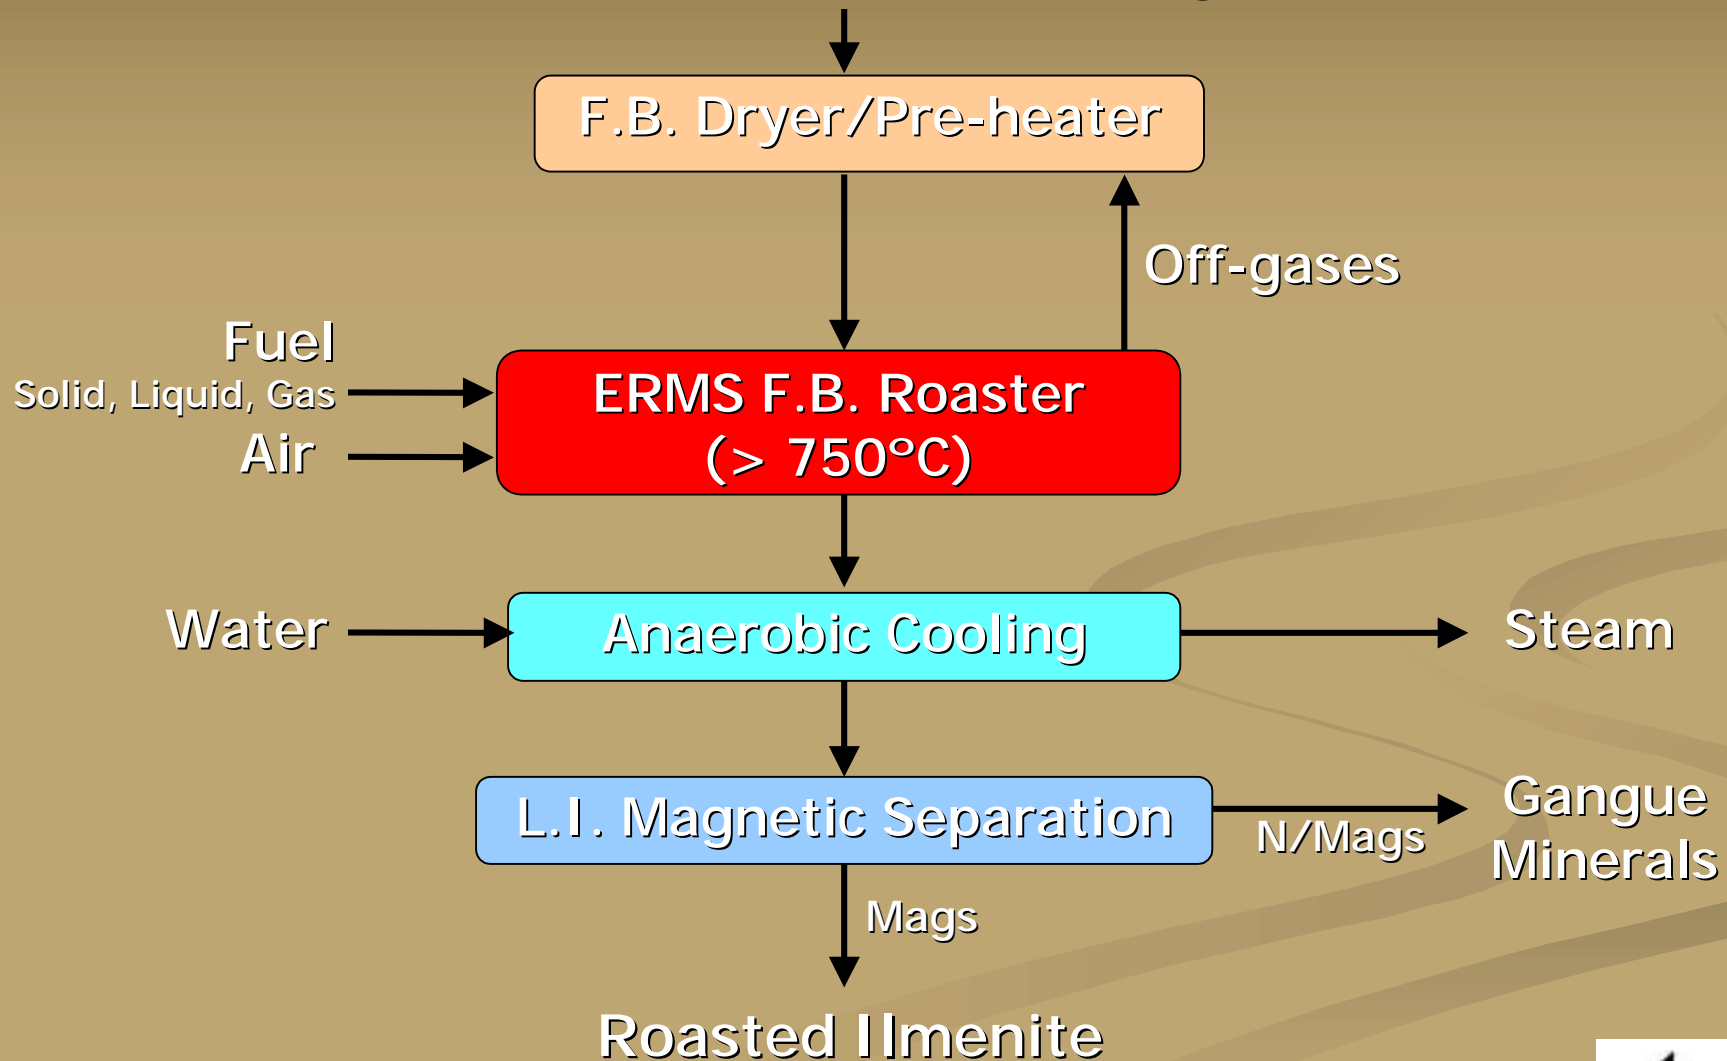 F.B. Dryer/Pre-heater
Off-gases
Fuel
Solid, Liquid, Gas
Air
ERMS F.B. Roaster
(> 750°C)
Water
Anaerobic Cooling
Steam
L.I. Magnetic Separation
N/Mags
Gangue
Minerals
Mags
Roasted Ilmenite